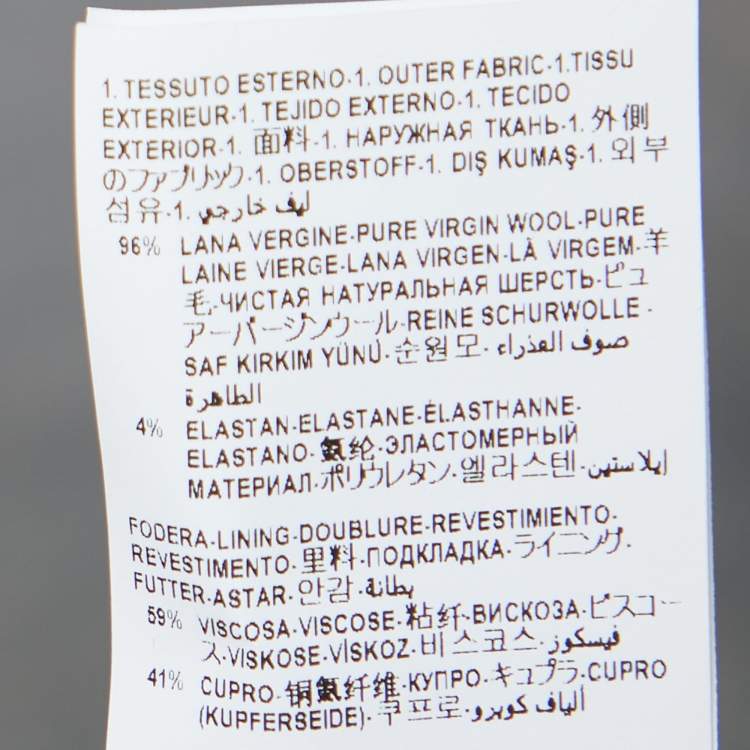 1. TESSUTO ESTERNO-1. OUTER FABRIC-1.TISSU
EXTERIEUR-1. TEJIDO EXTERNO-1. TECIDO
EXTERIOR-1. 面料-1. НАРУЖНАЯ ТКАНЬ-1. 外側
のファブリック-1. OBERSTOFF-1. DIŞ KUMAŞ-1. 외부
섬유-1. ليف خارجي
96% LANA VERGINE-PURE VIRGIN WOOL-PURE
LAINE VIERGE-LANA VIRGEN-LÀ VIRGEM-羊
毛-ЧИСТАЯ НАТУРАЛЬНАЯ ШЕРСТЬ-ピュ
アーバージンウール-REINE SCHURWOLLE-
SAF KIRKIM YÜNÜ-순원모-صوف العذراء
الطاهرة
4% ELASTAN-ELASTANE-ÉLASTHANNE-
ELASTANO-氨纶-ЭЛАСТОМЕРНЫЙ
МАТЕРИАЛ-ポリウレタン-엘라스텐-إيلاستين
FODERA-LINING-DOUBLURE-REVESTIMIENTO-
REVESTIMENTO-里料-ПОДКЛАДКА-ライニング-
FUTTER-ASTAR-안감-بطانة
59% VISCOSA-VISCOSE-粘纤-ВИСКОЗА-ビスコー
ス-VISKOSE-VİSKOZ-비스코스-فيسكوز
41% CUPRO-铜氨纤维-КУПРО-キュプラ-CUPRO
(KUPFERSEIDE)-쿠프로-ألياف كوبرو